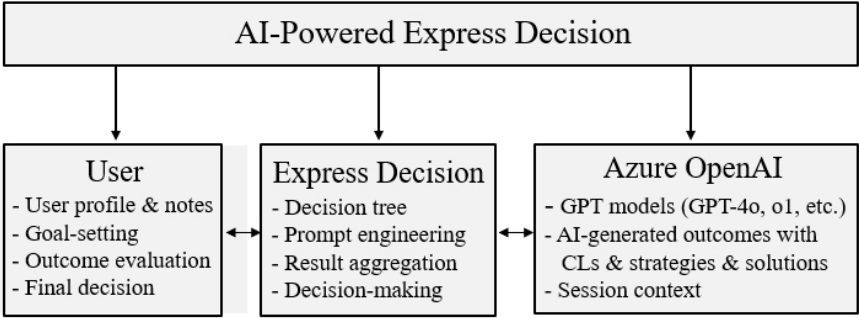 AI-Powered Express Decision
User
- User profile & notes
- Goal-setting
- Outcome evaluation
- Final decision
Express Decision
- Decision tree
- Prompt engineering
- Result aggregation
- Decision-making
Azure OpenAI
- GPT models (GPT-4o, o1, etc.)
- AI-generated outcomes with
CLs & strategies & solutions
- Session context